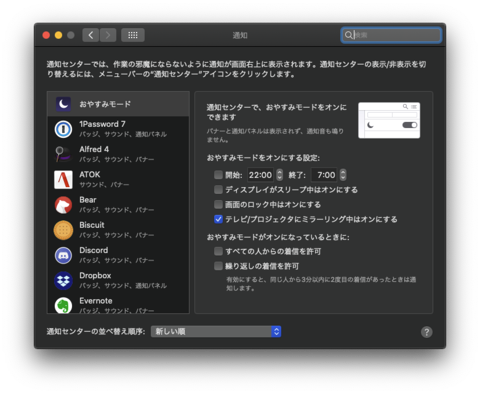 通知
検索
通知センターでは、作業の邪魔にならないように通知が画面右上に表示されます。通知センターの表示/非表示を切
り替えるには、メニューバーの“通知センター”アイコンをクリックします。
おやすみモード
1Password 7
バッジ、サウンド、通知パネル
Alfred 4
バッジ、サウンド、バナー
ATOK
サウンド、バナー
Bear
バッジ、サウンド、バナー
Biscuit
バッジ、サウンド、バナー
Discord
バッジ、サウンド、バナー
Dropbox
バッジ、サウンド、通知パネル
Evernote
バッジ、サウンド、バナー
通知センターで、おやすみモードをオンに
できます
バナーと通知パネルは表示されず、通知音も鳴り
ません。
おやすみモードをオンにする設定:
開始: 22:00 終了: 7:00
ディスプレイがスリープ中はオンにする
画面のロック中はオンにする
テレビ/プロジェクタにミラーリング中はオンにする
おやすみモードがオンになっているときに:
すべての人からの着信を許可
繰り返しの着信を許可
有効にすると、同じ人から3分以内に2度目の着信があったときは通
知します。
通知センターの並べ替え順序: 新しい順
?